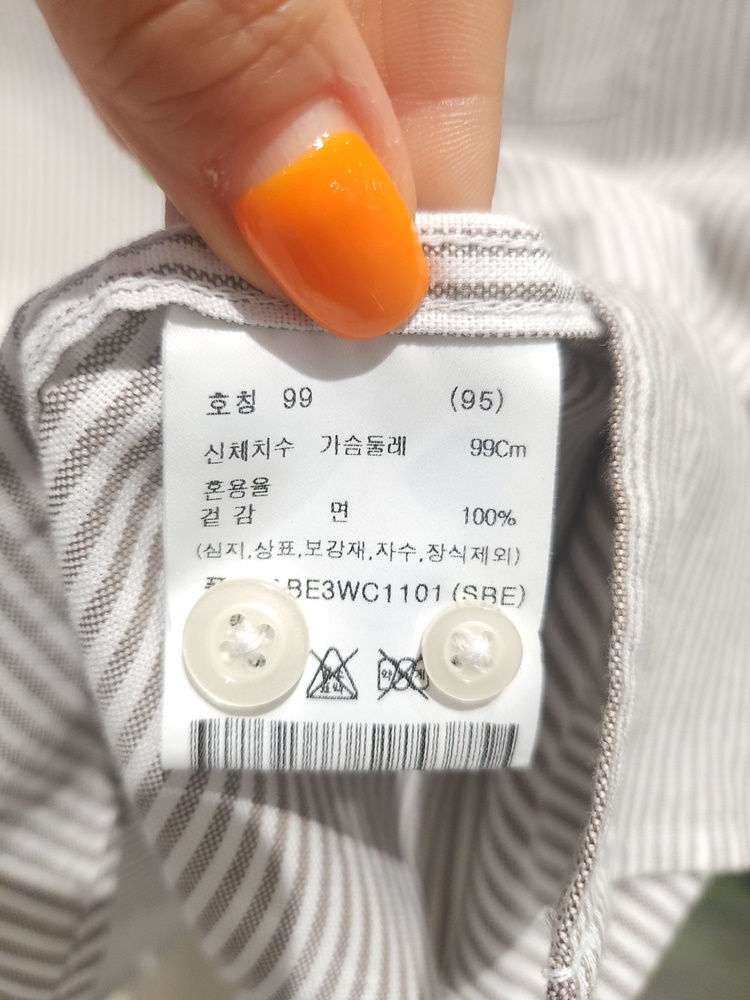 호칭 99 (95)
신체치수 가슴둘레 99Cm
혼용율
겉감 면 100%
(심지,상표,보강재,자수,장식제외)
BE3WC1101(SBE)